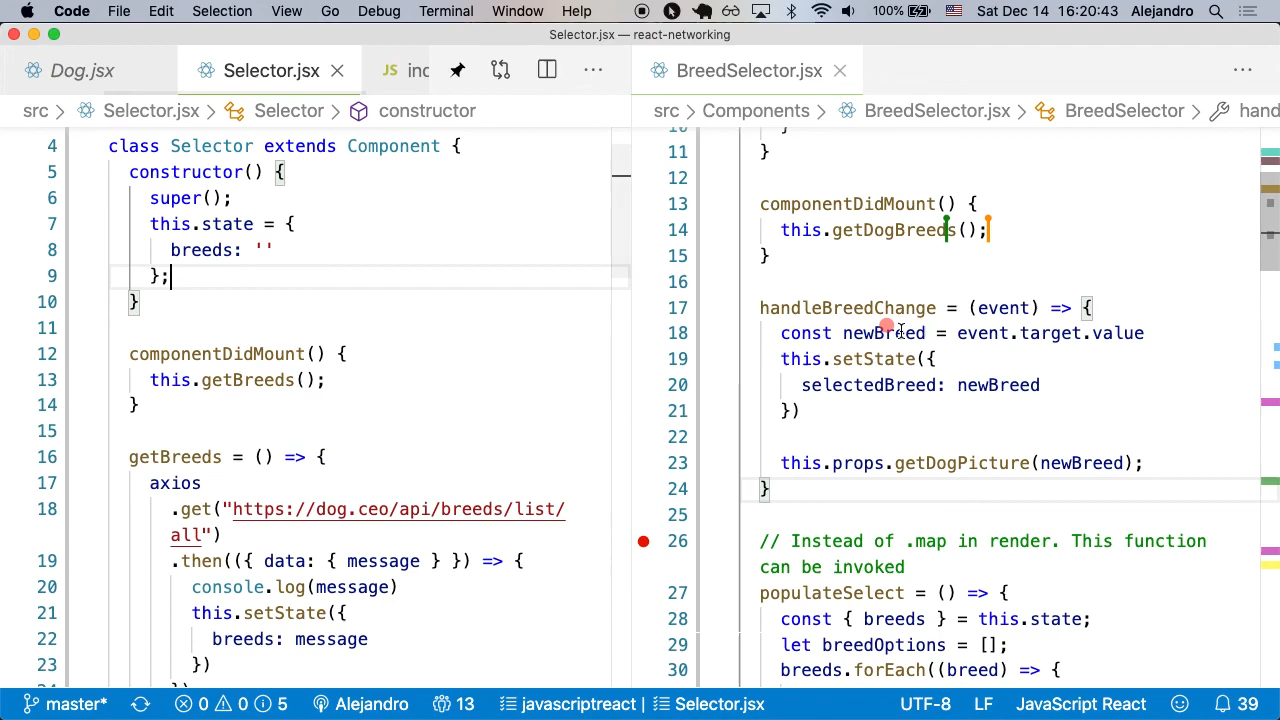 Code File Edit Selection View Go Debug Terminal Window Help 100% Sat Dec 14 16:20:43 Alejandro
Selector.jsx — react-networking
Dog.jsx Selector.jsx JS ind
BreedSelector.jsx
src Selector.jsx Selector constructor
src Components BreedSelector.jsx BreedSelector hand
4 class Selector extends Component {
5 constructor() {
6 super();
7 this.state = {
8 breeds: ''
9 };
10 }
11
12 componentDidMount() {
13 this.getBreeds();
14 }
15
16 getBreeds = () => {
17 axios
18 .get("https://dog.ceo/api/breeds/list/
all")
19 .then(({ data: { message } }) => {
20 console.log(message)
21 this.setState({
22 breeds: message
23 })
10 }
11 }
12
13 componentDidMount() {
14 this.getDogBreeds();
15 }
16
17 handleBreedChange = (event) => {
18 const newBreed = event.target.value
19 this.setState({
20 selectedBreed: newBreed
21 })
22
23 this.props.getDogPicture(newBreed);
24 }
25
26 // Instead of .map in render. This function
can be invoked
27 populateSelect = () => {
28 const { breeds } = this.state;
29 let breedOptions = [];
30 breeds.forEach((breed) => {
master* 0 0 5 Alejandro 13 javascriptreact | Selector.jsx UTF-8 LF JavaScript React 39